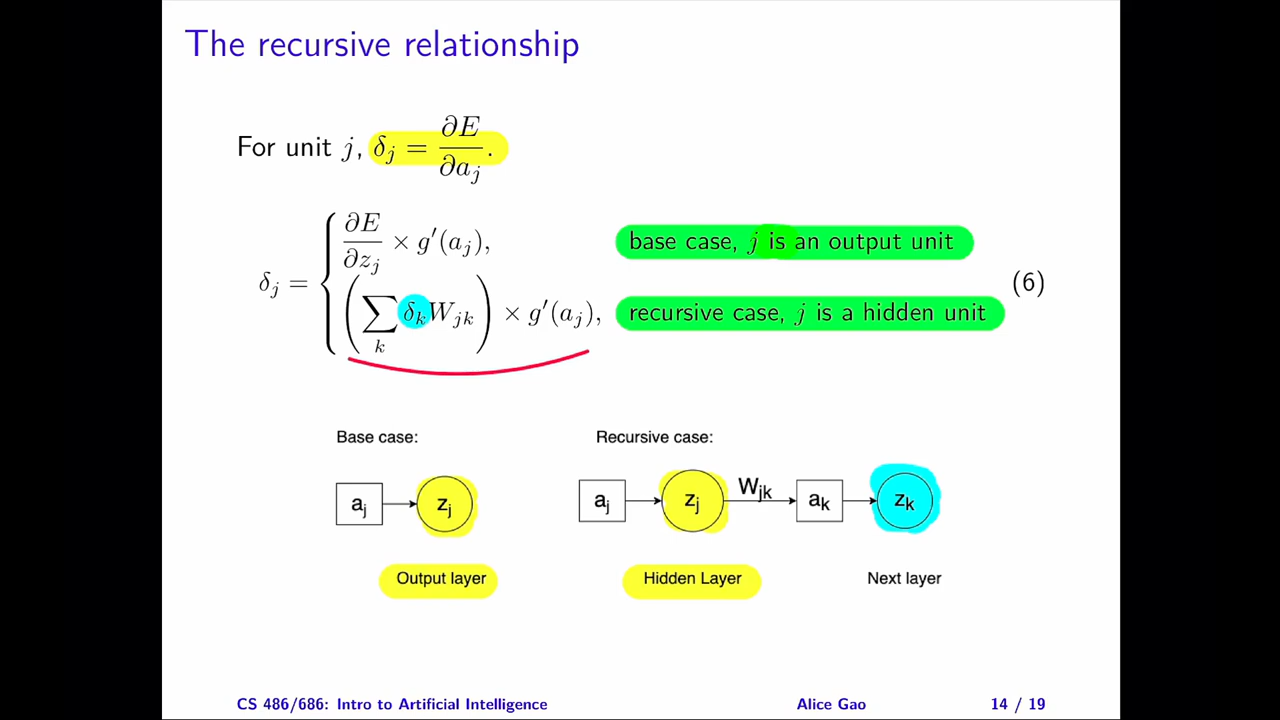 The recursive relationship
For unit j, δ_j = ∂E/∂a_j.
δ_j = { ∂E/∂z_j × g′(a_j), base case, j is an output unit
(∑_k δ_k W_jk) × g′(a_j), recursive case, j is a hidden unit (6)
Base case: Recursive case:
a_j z_j a_j z_j W_jk a_k z_k
Output layer Hidden Layer Next layer
CS 486/686: Intro to Artificial Intelligence Alice Gao 14 / 19